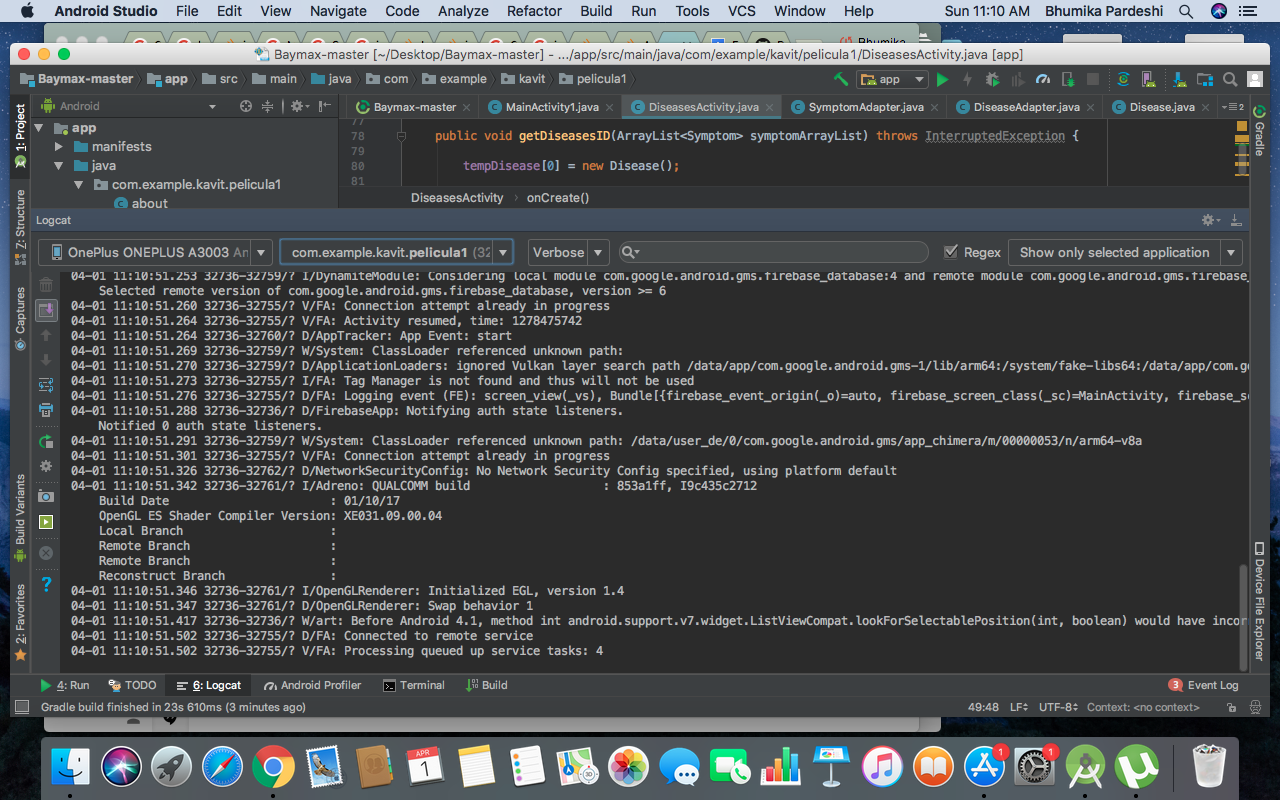 Android Studio File Edit View Navigate Code Analyze Refactor Build Run Tools VCS Window Help Sun 11:10 AM Bhumika Pardeshi
Baymax-master [~/Desktop/Baymax-master] - .../app/src/main/java/com/example/kavit/pelicula1/DiseasesActivity.java [app]
Baymax-master app src main java com example kavit pelicula1 app
Android Baymax-master MainActivity1.java DiseasesActivity.java SymptomAdapter.java DiseaseAdapter.java Disease.java 2
1: Project
Z: Structure
Captures
Build Variants
2: Favorites
app
manifests
java
com.example.kavit.pelicula1
about
77
78 public void getDiseasesID(ArrayList<Symptom> symptomArrayList) throws InterruptedException {
79
80 tempDisease[0] = new Disease();
81
DiseasesActivity › onCreate()
Gradle
Device File Explorer
Logcat
OnePlus ONEPLUS A3003 An com.example.kavit.pelicula1 (32 Verbose Regex Show only selected application
04-01 11:10:51.253 32736-32759/? I/DynamiteModule: Considering local module com.google.android.gms.firebase_database:4 and remote module com.google.android.gms.firebase_
Selected remote version of com.google.android.gms.firebase_database, version >= 6
04-01 11:10:51.260 32736-32755/? V/FA: Connection attempt already in progress
04-01 11:10:51.264 32736-32755/? V/FA: Activity resumed, time: 1278475742
04-01 11:10:51.264 32736-32760/? D/AppTracker: App Event: start
04-01 11:10:51.269 32736-32759/? W/System: ClassLoader referenced unknown path:
04-01 11:10:51.270 32736-32759/? D/ApplicationLoaders: ignored Vulkan layer search path /data/app/com.google.android.gms-1/lib/arm64:/system/fake-libs64:/data/app/com.go
04-01 11:10:51.273 32736-32755/? I/FA: Tag Manager is not found and thus will not be used
04-01 11:10:51.276 32736-32755/? D/FA: Logging event (FE): screen_view(_vs), Bundle[{firebase_event_origin(_o)=auto, firebase_screen_class(_sc)=MainActivity, firebase_sc
04-01 11:10:51.288 32736-32736/? D/FirebaseApp: Notifying auth state listeners.
Notified 0 auth state listeners.
04-01 11:10:51.291 32736-32759/? W/System: ClassLoader referenced unknown path: /data/user_de/0/com.google.android.gms/app_chimera/m/00000053/n/arm64-v8a
04-01 11:10:51.301 32736-32755/? V/FA: Connection attempt already in progress
04-01 11:10:51.326 32736-32762/? D/NetworkSecurityConfig: No Network Security Config specified, using platform default
04-01 11:10:51.342 32736-32761/? I/Adreno: QUALCOMM build : 853a1ff, I9c435c2712
Build Date : 01/10/17
OpenGL ES Shader Compiler Version: XE031.09.00.04
Local Branch :
Remote Branch :
Remote Branch :
Reconstruct Branch :
04-01 11:10:51.346 32736-32761/? I/OpenGLRenderer: Initialized EGL, version 1.4
04-01 11:10:51.347 32736-32761/? D/OpenGLRenderer: Swap behavior 1
04-01 11:10:51.417 32736-32736/? W/art: Before Android 4.1, method int android.support.v7.widget.ListViewCompat.lookForSelectablePosition(int, boolean) would have incor
04-01 11:10:51.502 32736-32755/? D/FA: Connected to remote service
04-01 11:10:51.502 32736-32755/? V/FA: Processing queued up service tasks: 4
4: Run TODO 6: Logcat Android Profiler Terminal Build 3 Event Log
Gradle build finished in 23s 610ms (3 minutes ago) 49:48 LF UTF-8 Context: <no context>
APR
1
1
1